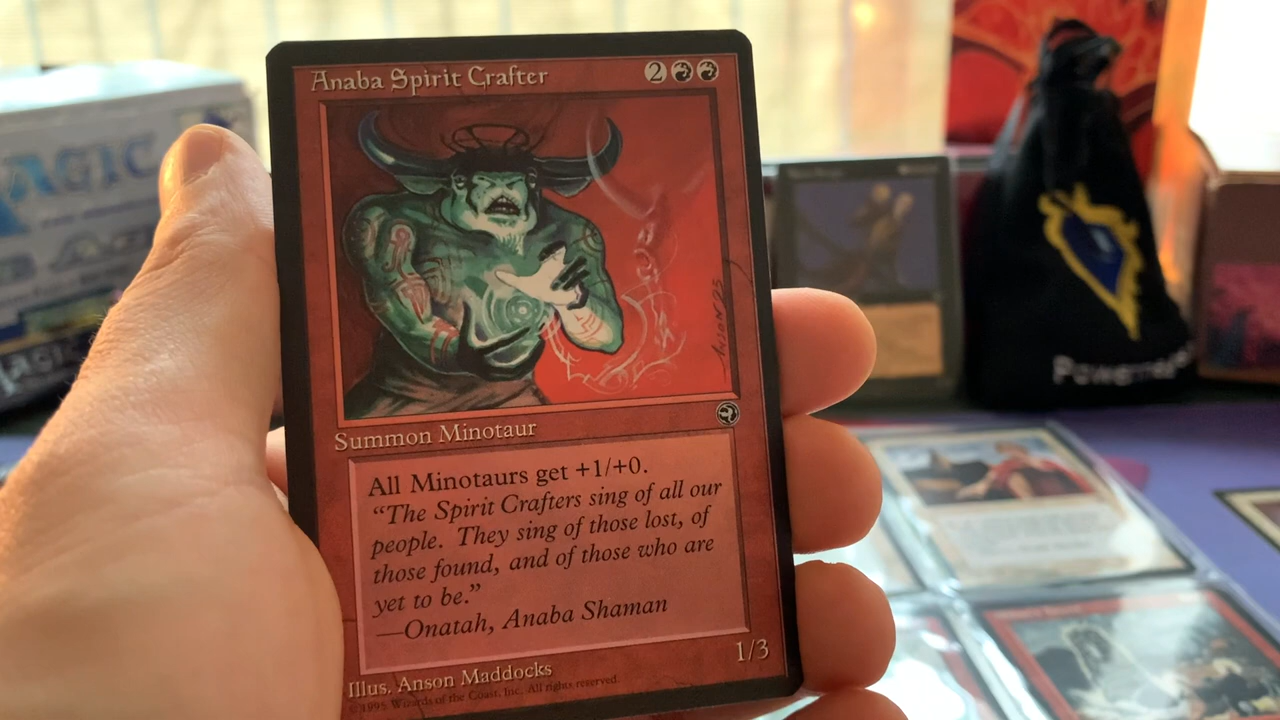 Anaba Spirit Crafter
2
Summon Minotaur
All Minotaurs get +1/+0.
“The Spirit Crafters sing of all our
people. They sing of those lost, of
those found, and of those who are
yet to be.”
—Onatah, Anaba Shaman
1/3
Illus. Anson Maddocks
© 1995 Wizards of the Coast, Inc. All rights reserved.
MAGIC